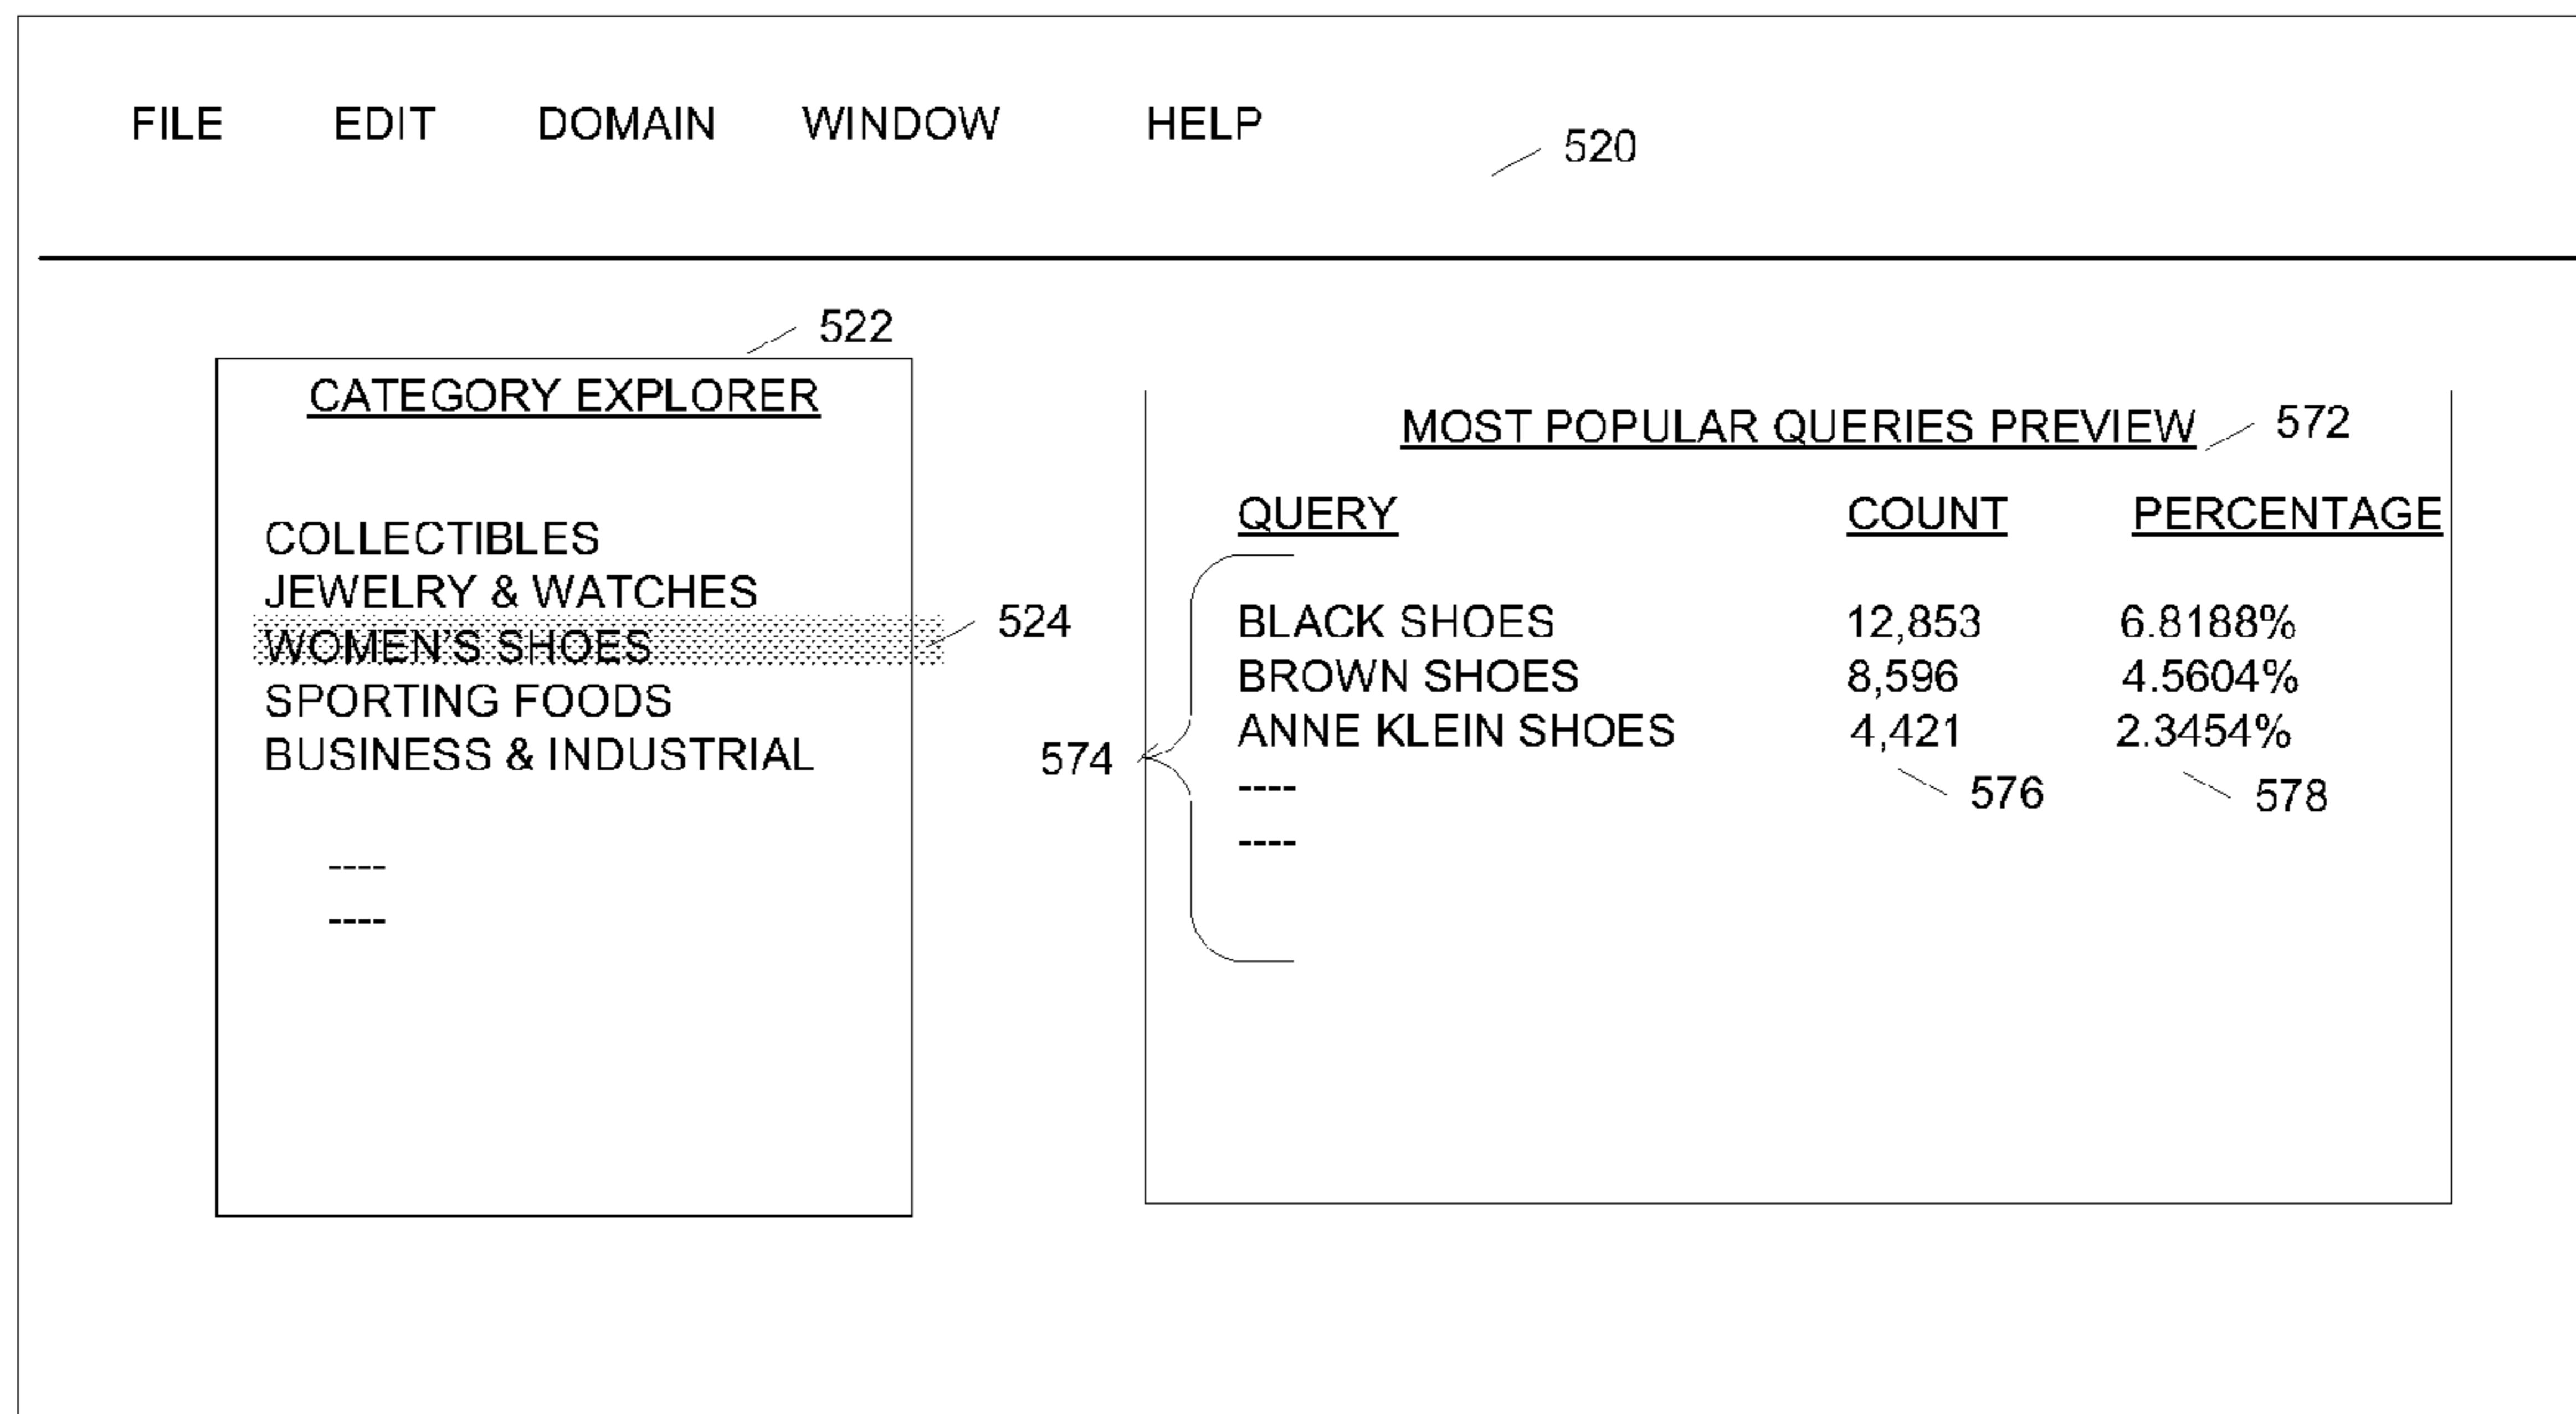 FILE EDIT DOMAIN WINDOW HELP
520
522
CATEGORY EXPLORER
COLLECTIBLES
JEWELRY & WATCHES
WOMEN'S SHOES
524
SPORTING FOODS
BUSINESS & INDUSTRIAL
----
----
MOST POPULAR QUERIES PREVIEW
572
QUERY COUNT PERCENTAGE
BLACK SHOES 12,853 6.8188%
BROWN SHOES 8,596 4.5604%
ANNE KLEIN SHOES 4,421 2.3454%
574
----
576
578
----